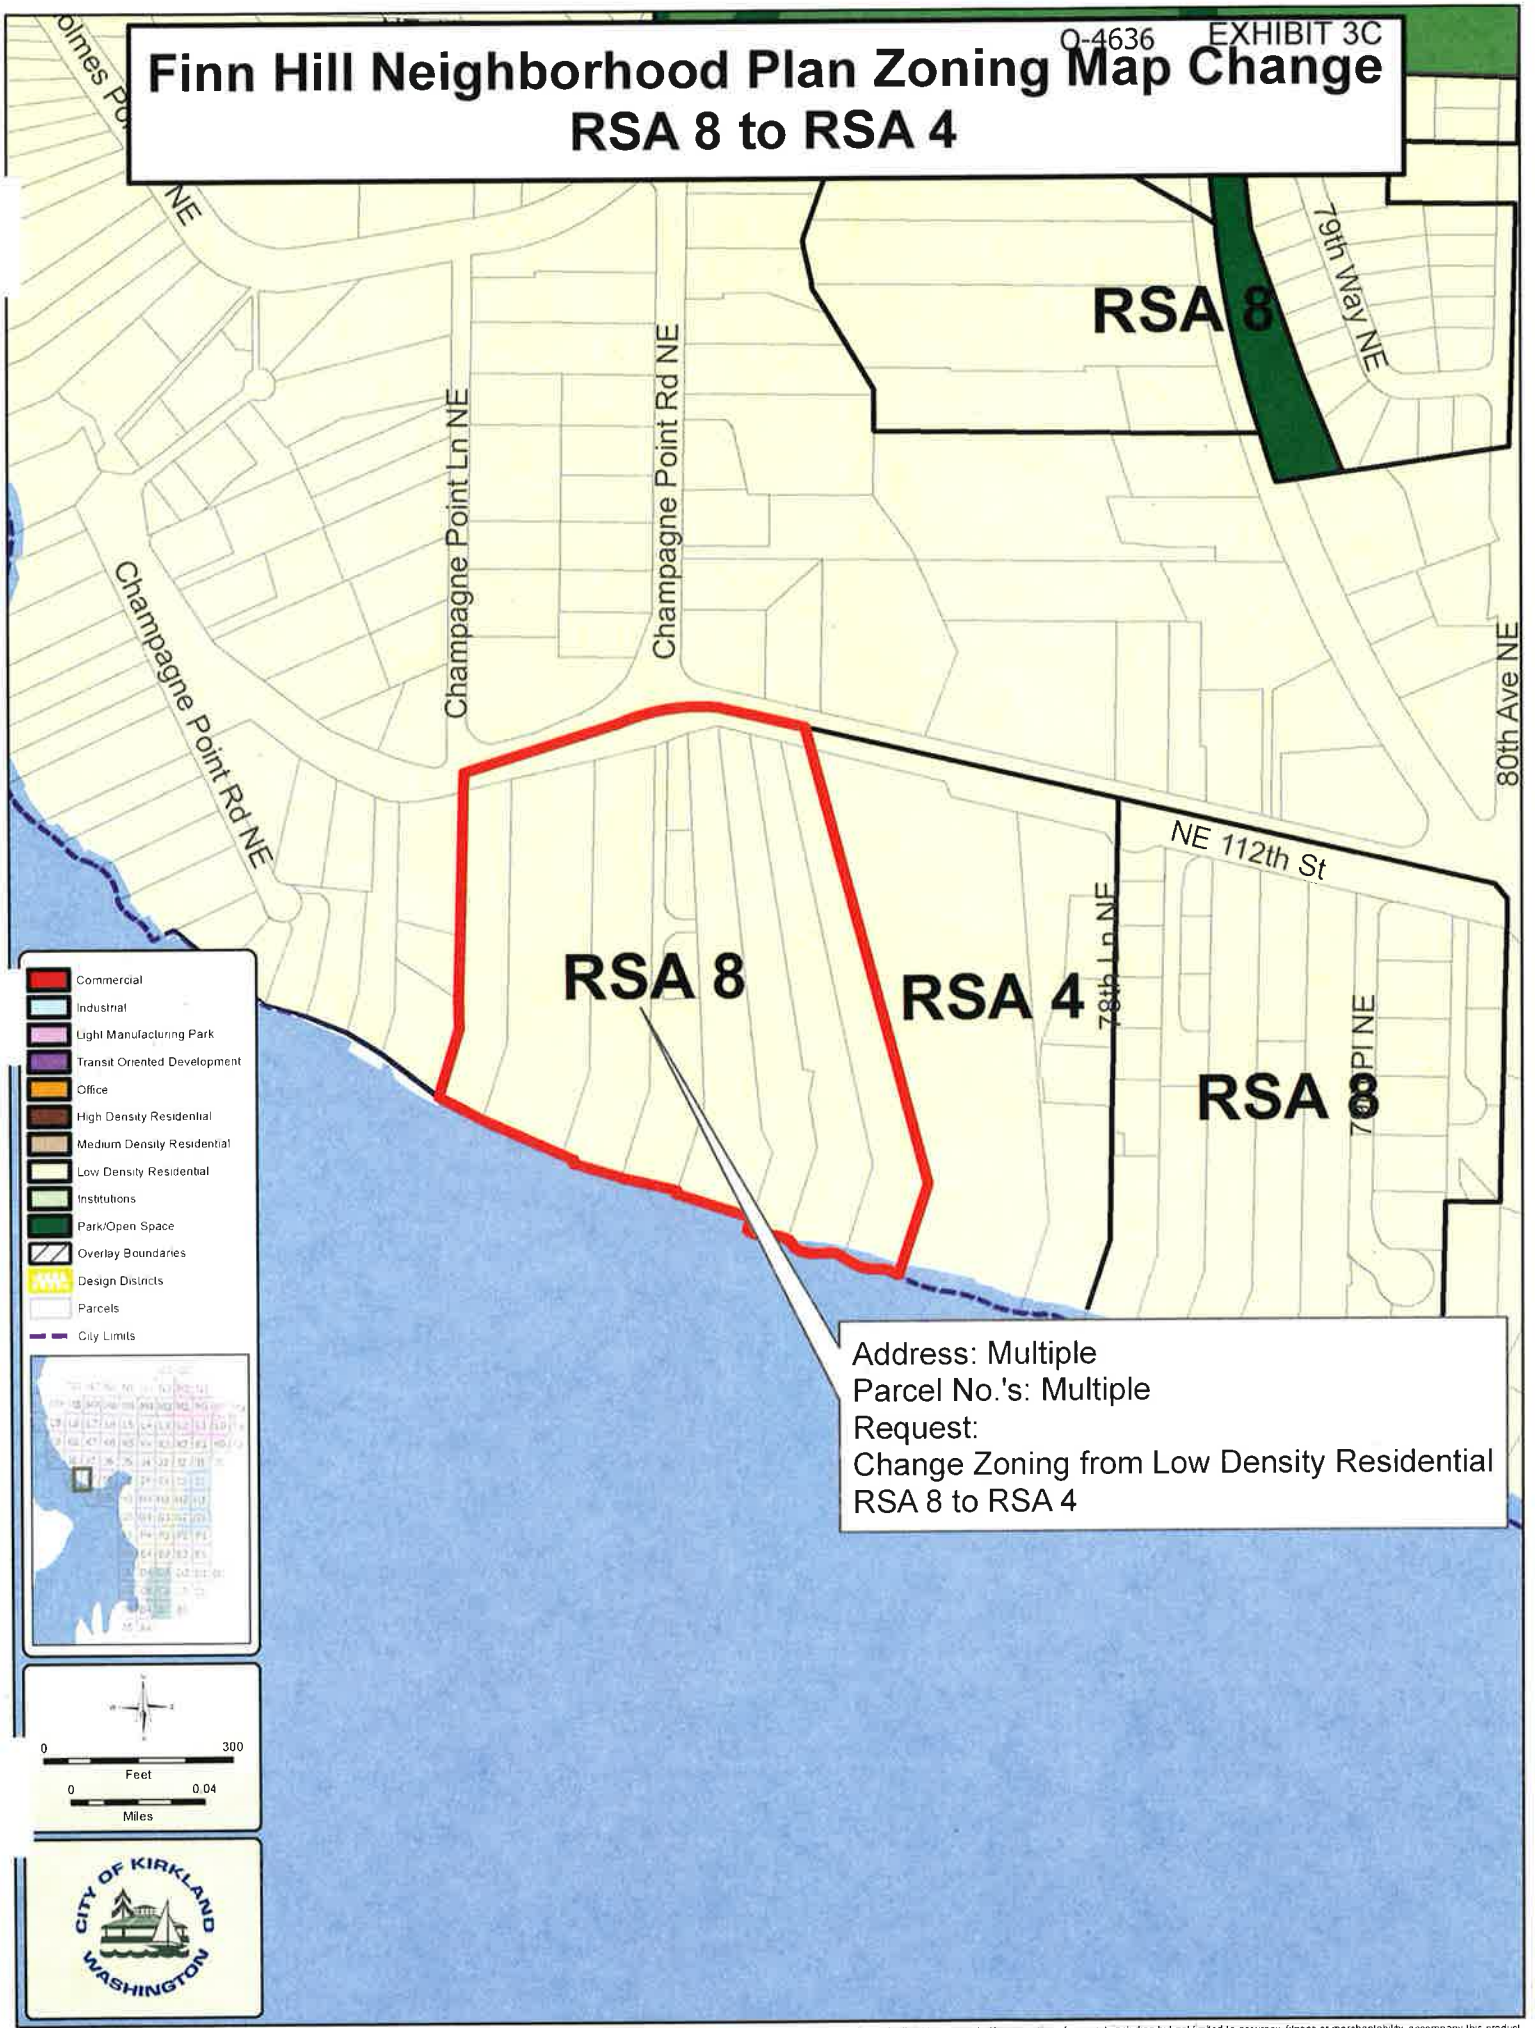 O-4636 EXHIBIT 3C
Finn Hill Neighborhood Plan Zoning Map Change
RSA 8 to RSA 4
NE
79th Way NE
RSA 8
Champagne Point Ln NE
Champagne Point Rd NE
Champagne Point Rd NE
80th Ave NE
NE 112th St
RSA 8
RSA 4
78th Ln NE
RSA 8
Pl NE
Commercial
Industrial
Light Manufacturing Park
Transit Oriented Development
Office
High Density Residential
Medium Density Residential
Low Density Residential
Institutions
Park/Open Space
Overlay Boundaries
Design Districts
Parcels
City Limits
Address: Multiple
Parcel No.'s: Multiple
Request:
Change Zoning from Low Density Residential
RSA 8 to RSA 4
0 300
Feet
0 0.04
Miles
CITY OF KIRKLAND
WASHINGTON